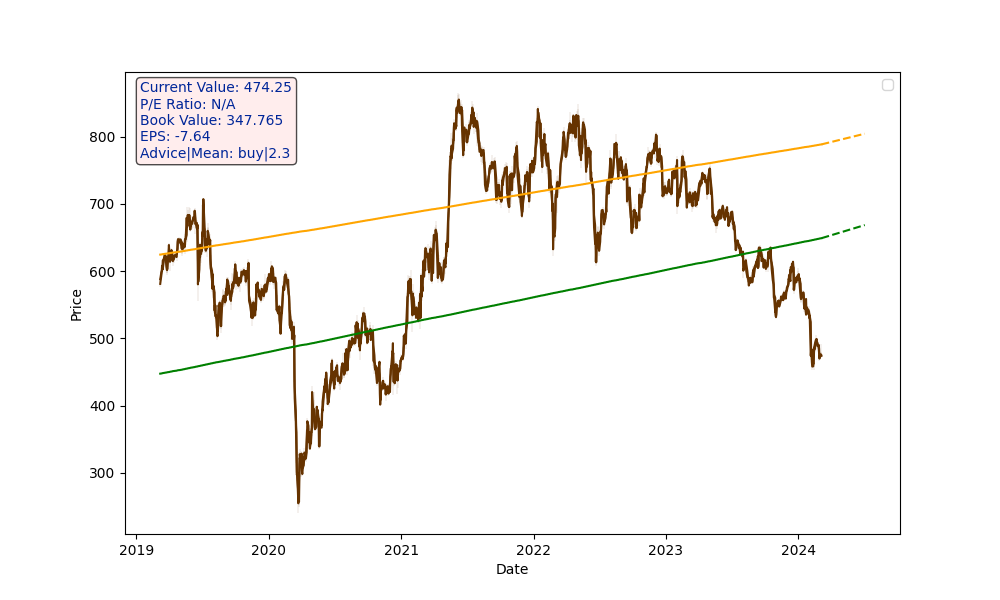 Current Value: 474.25
P/E Ratio: N/A
Book Value: 347.765
EPS: -7.64
Advice|Mean: buy|2.3
800
700
600
500
400
300
Price
2019 2020 2021 2022 2023 2024
Date